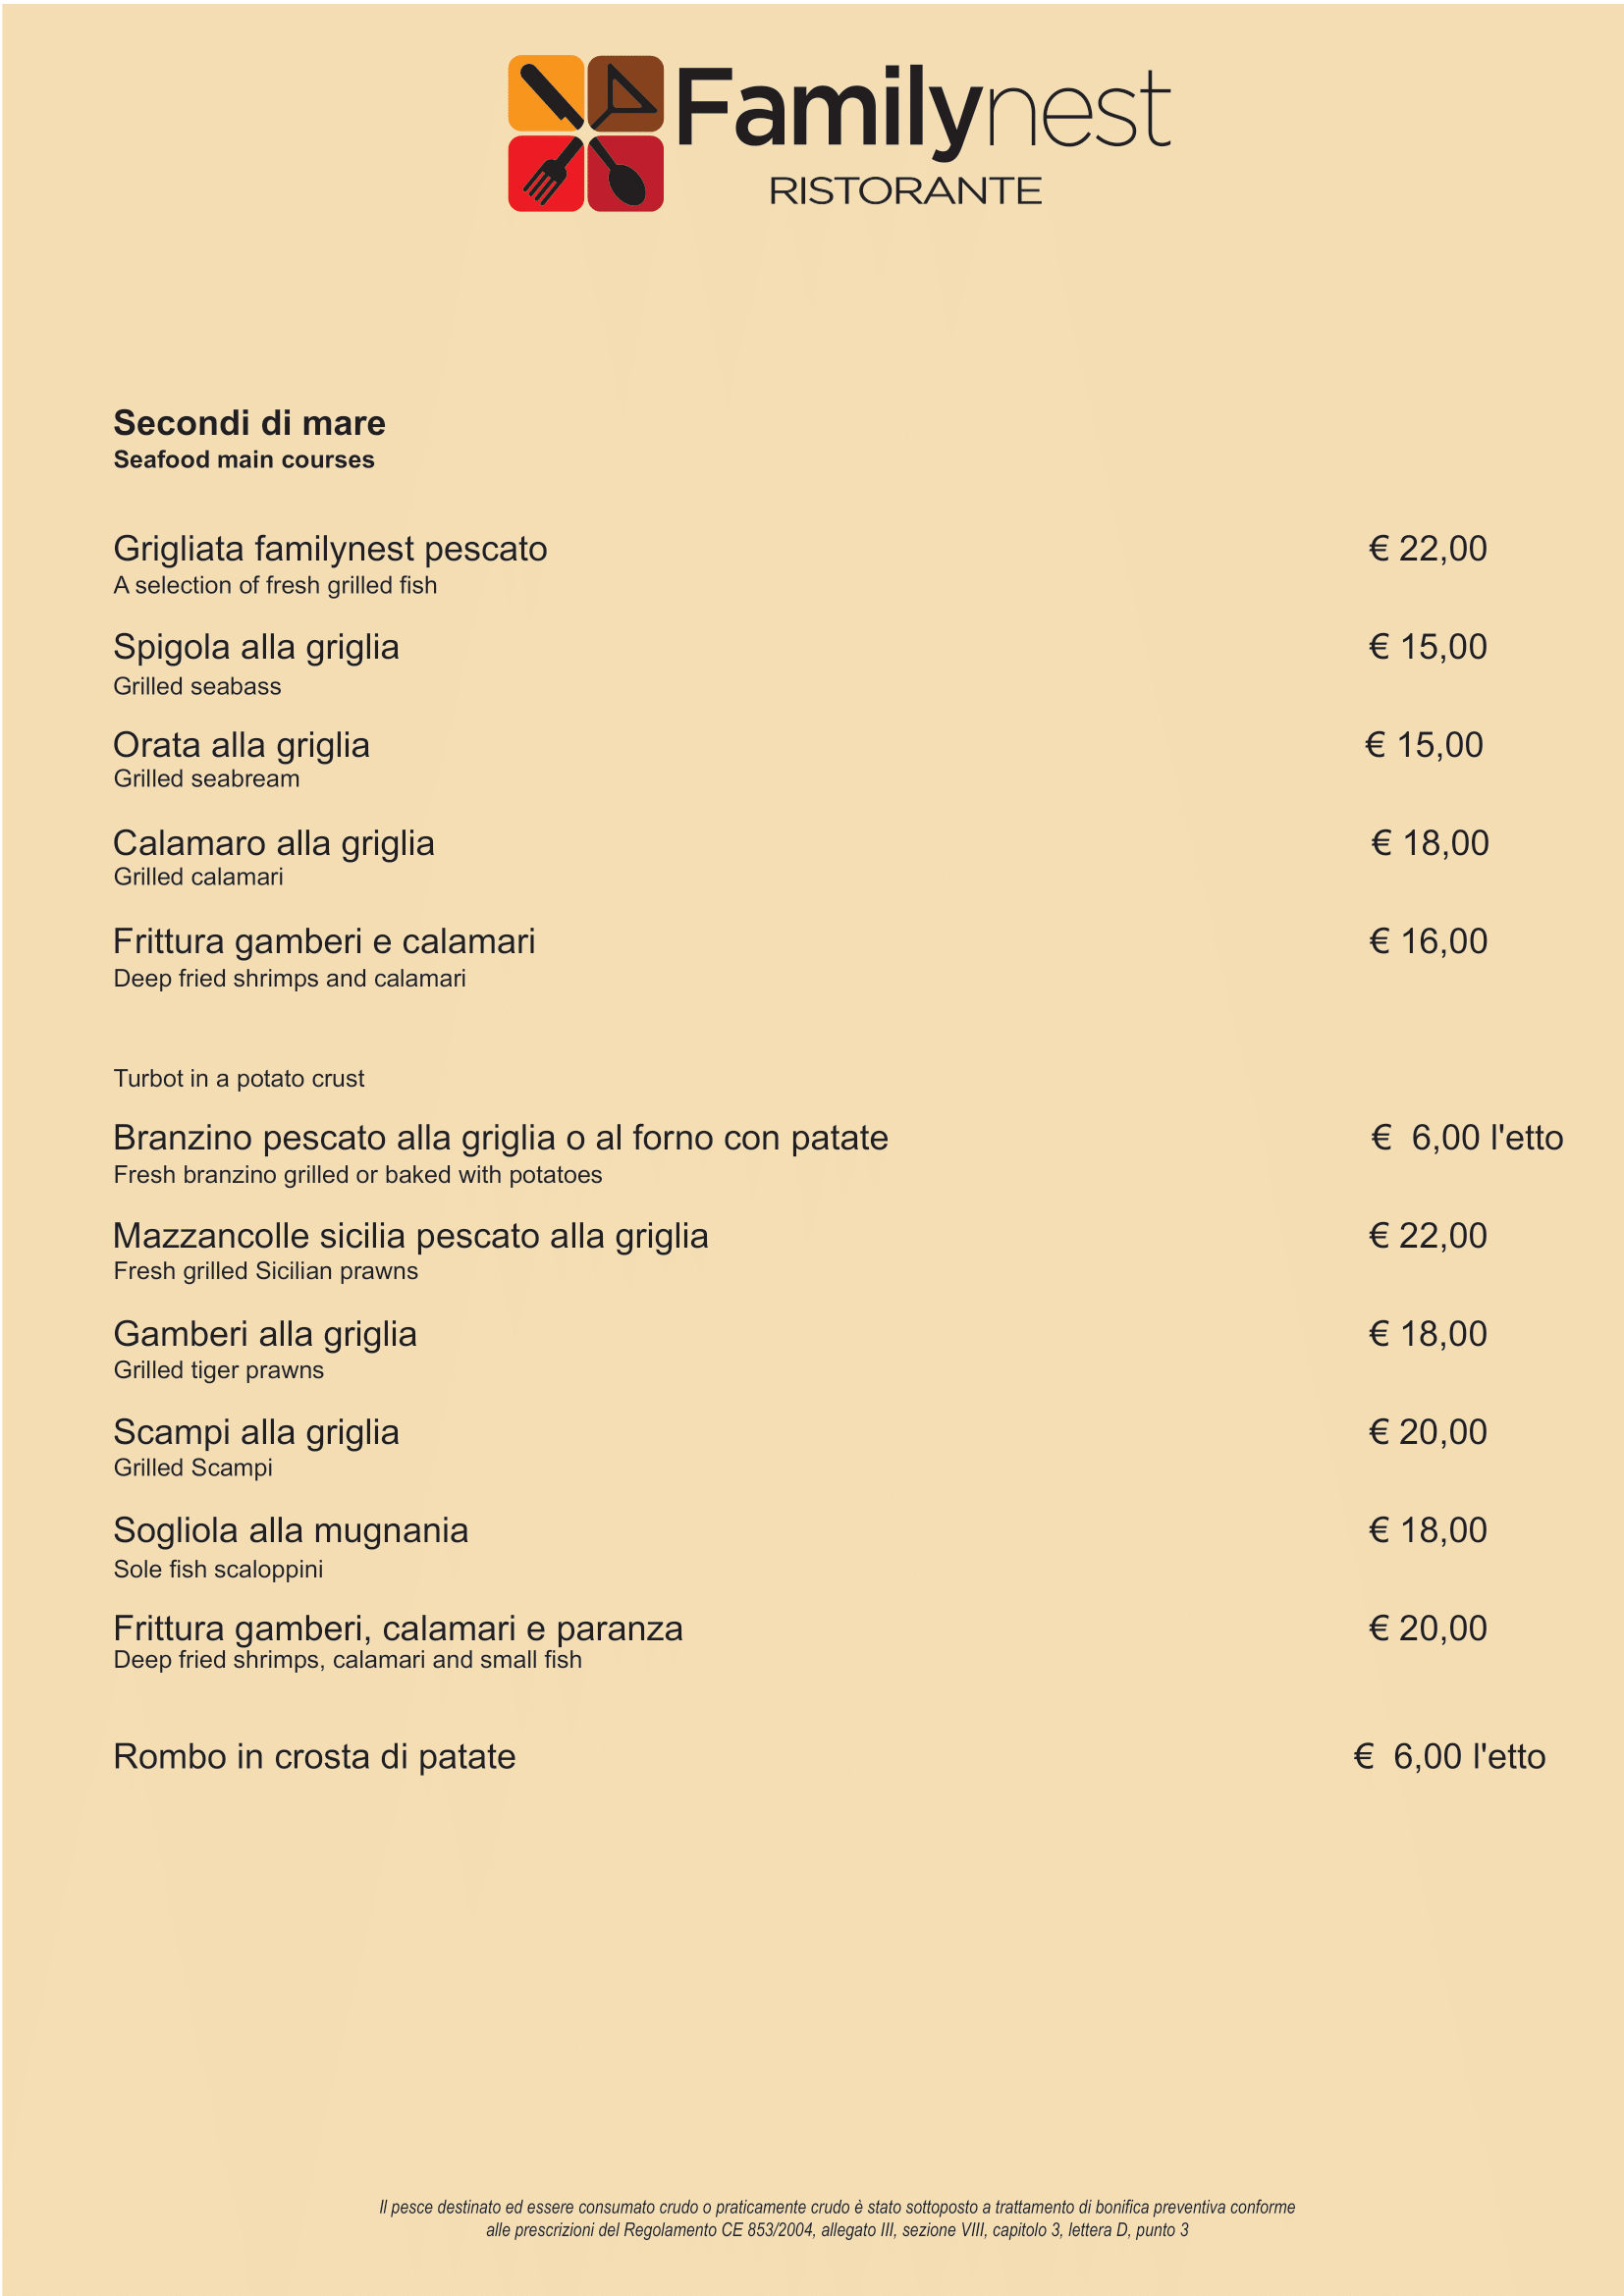 Familynest
RISTORANTE
Secondi di mare
Seafood main courses
Grigliata familynest pescato € 22,00
A selection of fresh grilled fish
Spigola alla griglia € 15,00
Grilled seabass
Orata alla griglia € 15,00
Grilled seabream
Calamaro alla griglia € 18,00
Grilled calamari
Frittura gamberi e calamari € 16,00
Deep fried shrimps and calamari
Turbot in a potato crust
Branzino pescato alla griglia o al forno con patate € 6,00 l'etto
Fresh branzino grilled or baked with potatoes
Mazzancolle sicilia pescato alla griglia € 22,00
Fresh grilled Sicilian prawns
Gamberi alla griglia € 18,00
Grilled tiger prawns
Scampi alla griglia € 20,00
Grilled Scampi
Sogliola alla mugnania € 18,00
Sole fish scaloppini
Frittura gamberi, calamari e paranza € 20,00
Deep fried shrimps, calamari and small fish
Rombo in crosta di patate € 6,00 l'etto
Il pesce destinato ed essere consumato crudo o praticamente crudo è stato sottoposto a trattamento di bonifica preventiva conforme
alle prescrizioni del Regolamento CE 853/2004, allegato III, sezione VIII, capitolo 3, lettera D, punto 3